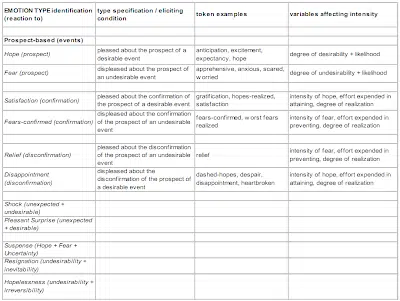 EMOTION TYPE identification type specification / eliciting token examples variables affecting intensity
(reaction to) condition
Prospect-based (events)
Hope (prospect) pleased about the prospect of a anticipation, excitement, degree of desirability + likelihood
desirable event expectancy, hope
Fear (prospect) displeased about the prospect of apprehensive, anxious, scared, degree of undesirability + likelihood
an undesirable event worried
Satisfaction (confirmation) pleased about the confirmation of gratification, hopes-realized, intensity of hope, effort expended in
the prospect of a desirable event satisfaction attaining, degree of realization
Fears-confirmed (confirmation) displeased about the confirmation fears-confirmed, worst fears intensity of fear, effort expended in
of the prospect of an undesirable realized preventing, degree of realization
event
Relief (disconfirmation) pleased about the disconfirmation relief intensity of fear, effort expended in
of the prospect of an undesirable preventing, degree of realization
event
Disappointment displeased about the dashed-hopes, despair, intensity of hope, effort expended in
(disconfirmation) disconfirmation of the prospect of disappointment, heartbroken attaining, degree of realization
a desirable event
Shock (unexpected +
undesirable)
Pleasant Surprise (unexpected
+ desirable)
Suspense (Hope + Fear +
Uncertainty)
Resignation (undesirability +
inevitability)
Hopelessness (undesirability +
irreversibility)